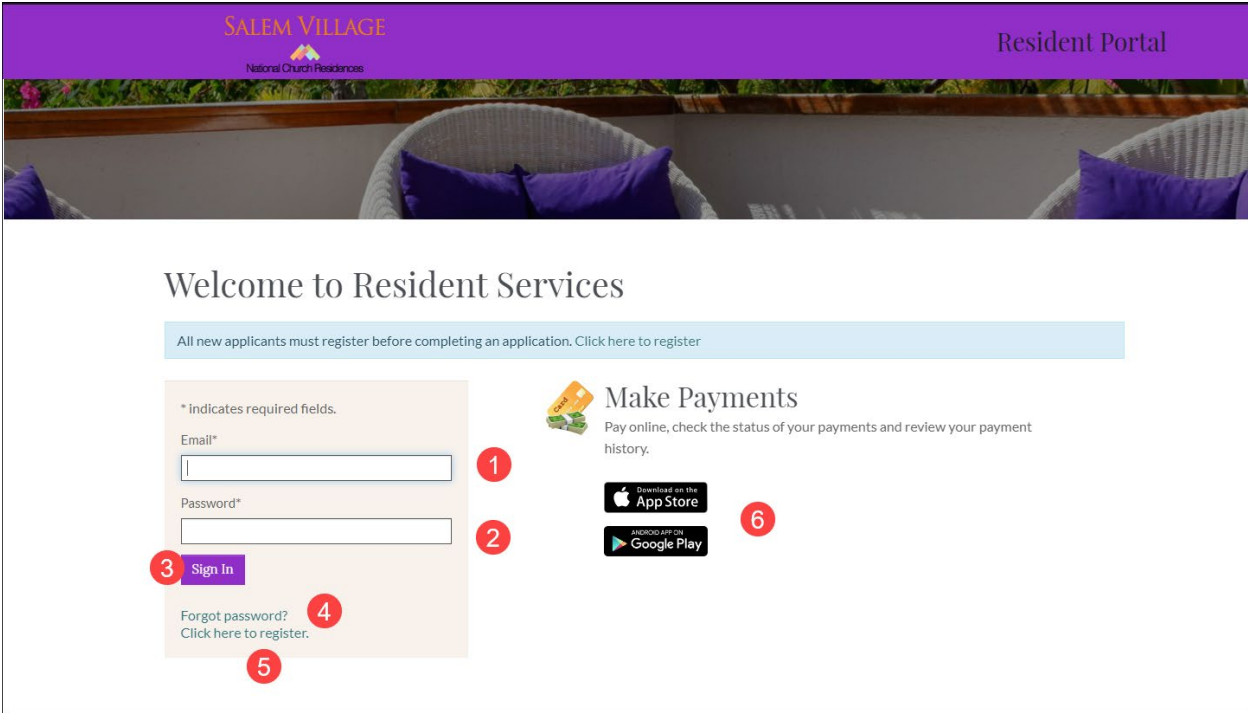 SALEM VILLAGE
National Church Residences
Resident Portal
Welcome to Resident Services
All new applicants must register before completing an application. Click here to register
* indicates required fields.
Email*
1
Password*
2
3
Sign In
Forgot password?
4
Click here to register.
5
Card
Make Payments
Pay online, check the status of your payments and review your payment
history.
Download on the
App Store
6
ANDROID APP ON
Google Play